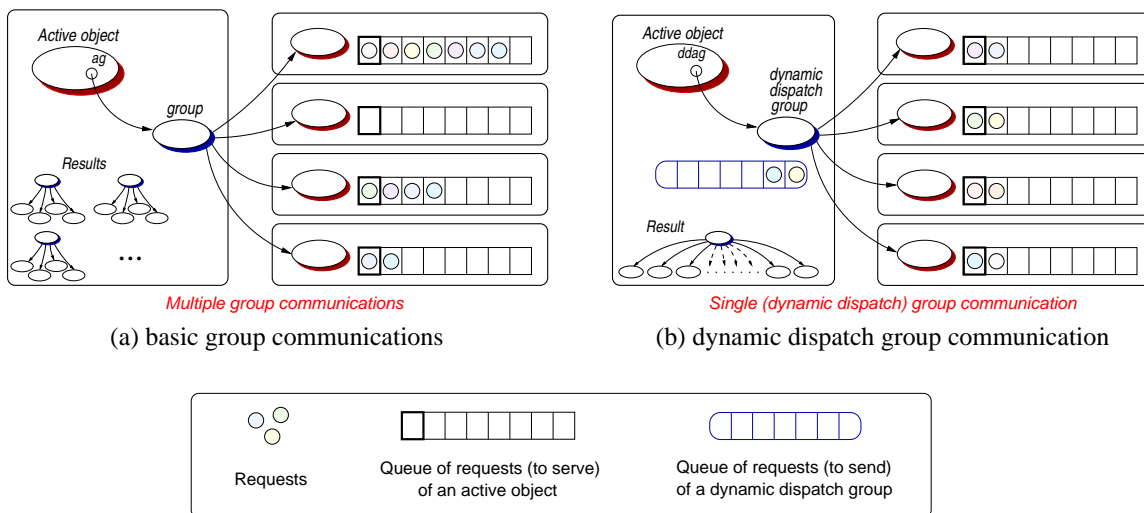 Active object
ag
group
Results
...
Multiple group communications
(a) basic group communications
Active object
ddag
dynamic
dispatch
group
Result
Single (dynamic dispatch) group communication
(b) dynamic dispatch group communication
Requests
Queue of requests (to serve)
of an active object
Queue of requests (to send)
of a dynamic dispatch group